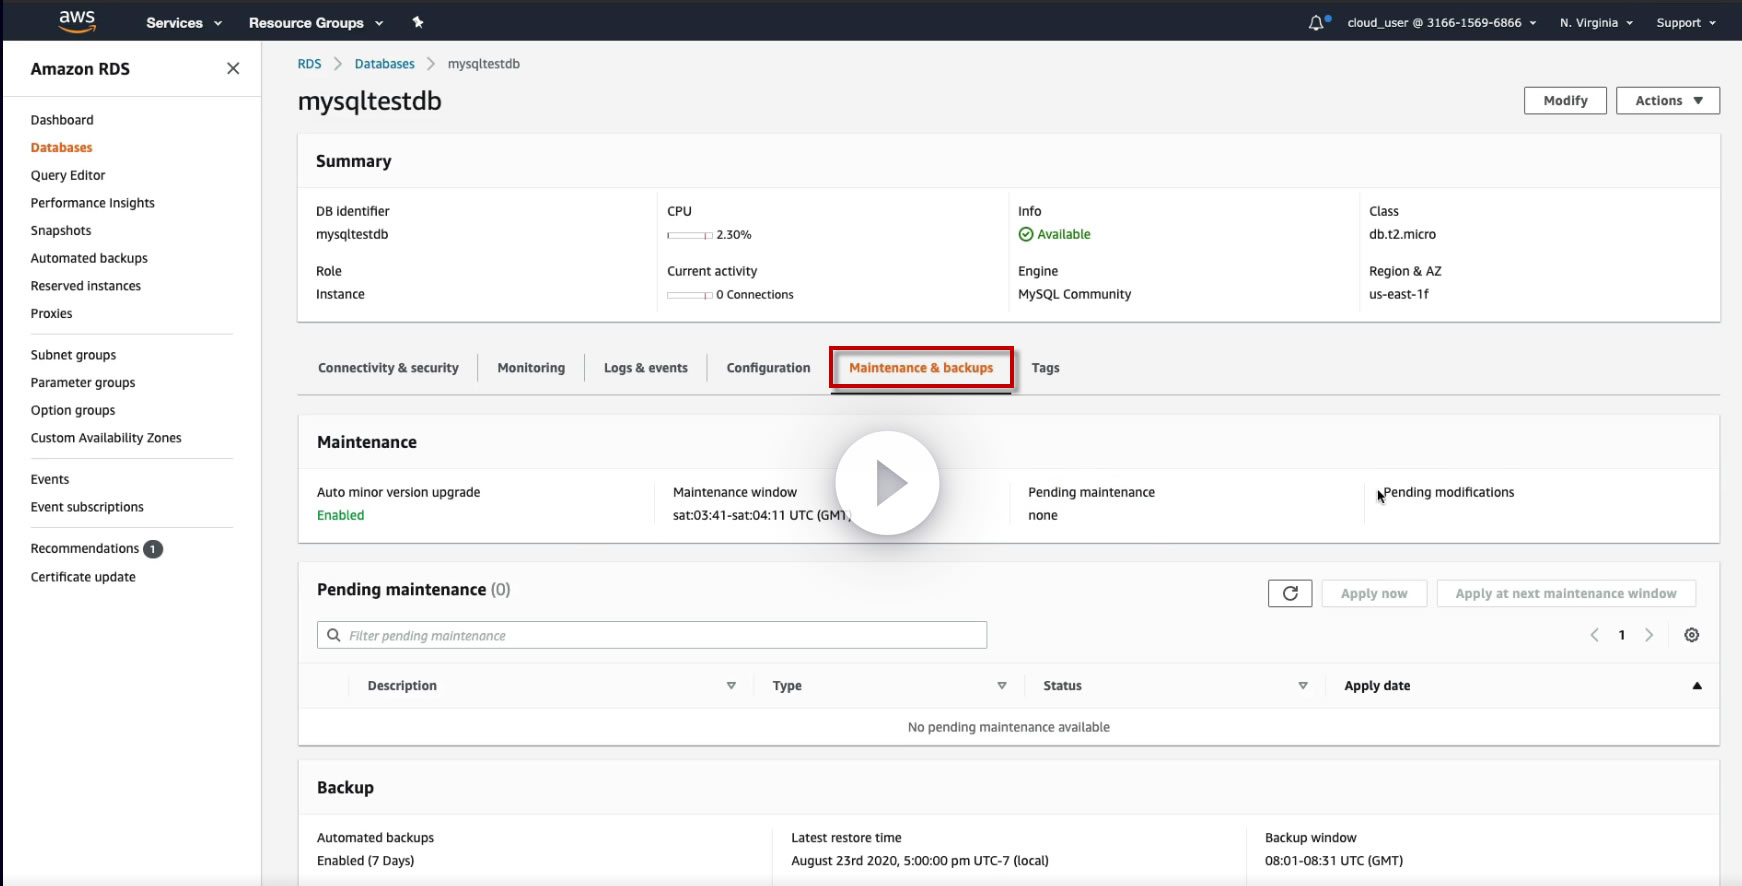 aws Services Resource Groups cloud_user @ 3166-1569-6866 N. Virginia Support
Amazon RDS
Dashboard
Databases
Query Editor
Performance Insights
Snapshots
Automated backups
Reserved instances
Proxies
Subnet groups
Parameter groups
Option groups
Custom Availability Zones
Events
Event subscriptions
Recommendations 1
Certificate update
RDS Databases mysqltestdb
mysqltestdb
Modify Actions
Summary
DB identifier CPU Info Class
mysqltestdb 2.30% Available db.t2.micro
Role Current activity Engine Region & AZ
Instance 0 Connections MySQL Community us-east-1f
Connectivity & security Monitoring Logs & events Configuration Maintenance & backups Tags
Maintenance
Auto minor version upgrade Maintenance window Pending maintenance Pending modifications
Enabled sat:03:41-sat:04:11 UTC (GMT) none
Pending maintenance (0)
Apply now Apply at next maintenance window
Filter pending maintenance
1
Description Type Status Apply date
No pending maintenance available
Backup
Automated backups Latest restore time Backup window
Enabled (7 Days) August 23rd 2020, 5:00:00 pm UTC-7 (local) 08:01-08:31 UTC (GMT)